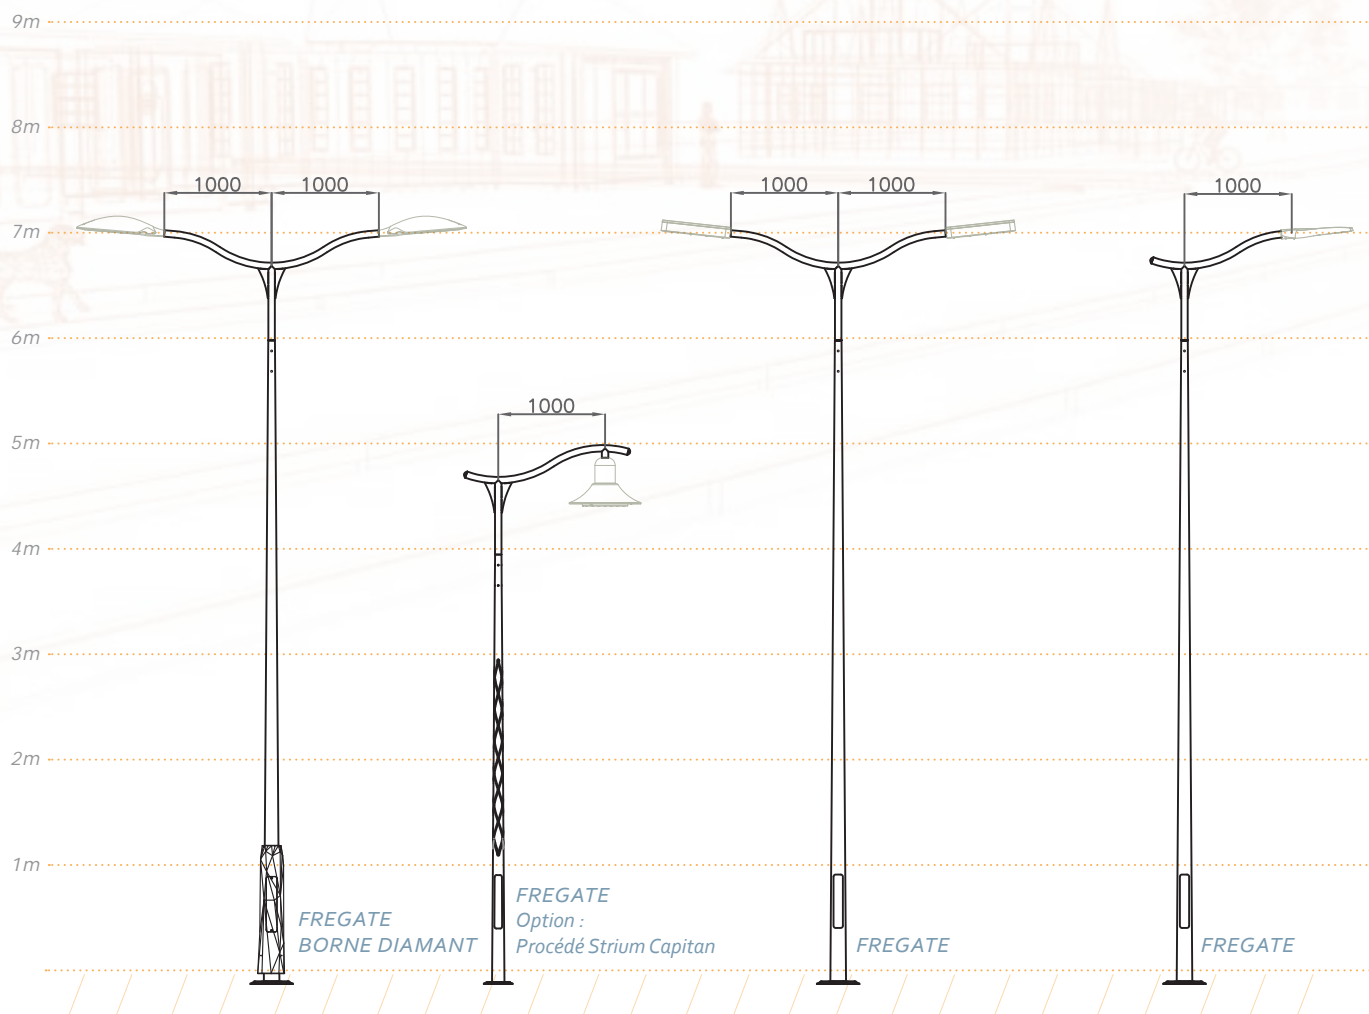 9m
8m
1000 1000 1000 1000 1000
7m
6m
1000
5m
4m
3m
2m
1m
FREGATE
BORNE DIAMANT
FREGATE
Option :
Procédé Strium Capitan
FREGATE
FREGATE